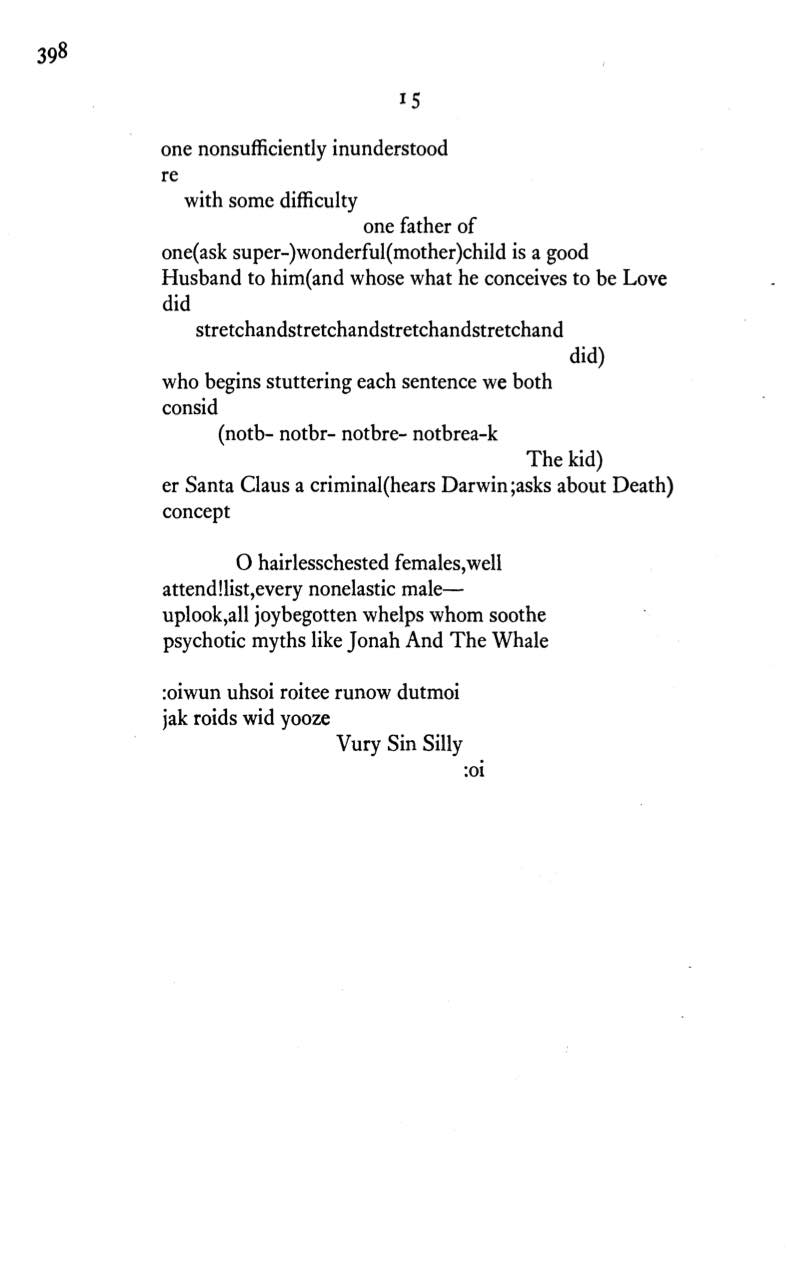 398
15
one nonsufficiently inunderstood
re
with some difficulty
one father of
one(ask super-)wonderful(mother)child is a good
Husband to him(and whose what he conceives to be Love
did
stretchandstretchandstretchandstretchand
did)
who begins stuttering each sentence we both
consid
(notb- notbr- notbre- notbrea-k
The kid)
er Santa Claus a criminal(hears Darwin;asks about Death)
concept
O hairlesschested females,well
attend!list,every nonelastic male—
uplook,all joybegotten whelps whom soothe
psychotic myths like Jonah And The Whale
:oiwun uhsoi roitee runow dutmoi
jak roids wid yooze
Vury Sin Silly
:oi